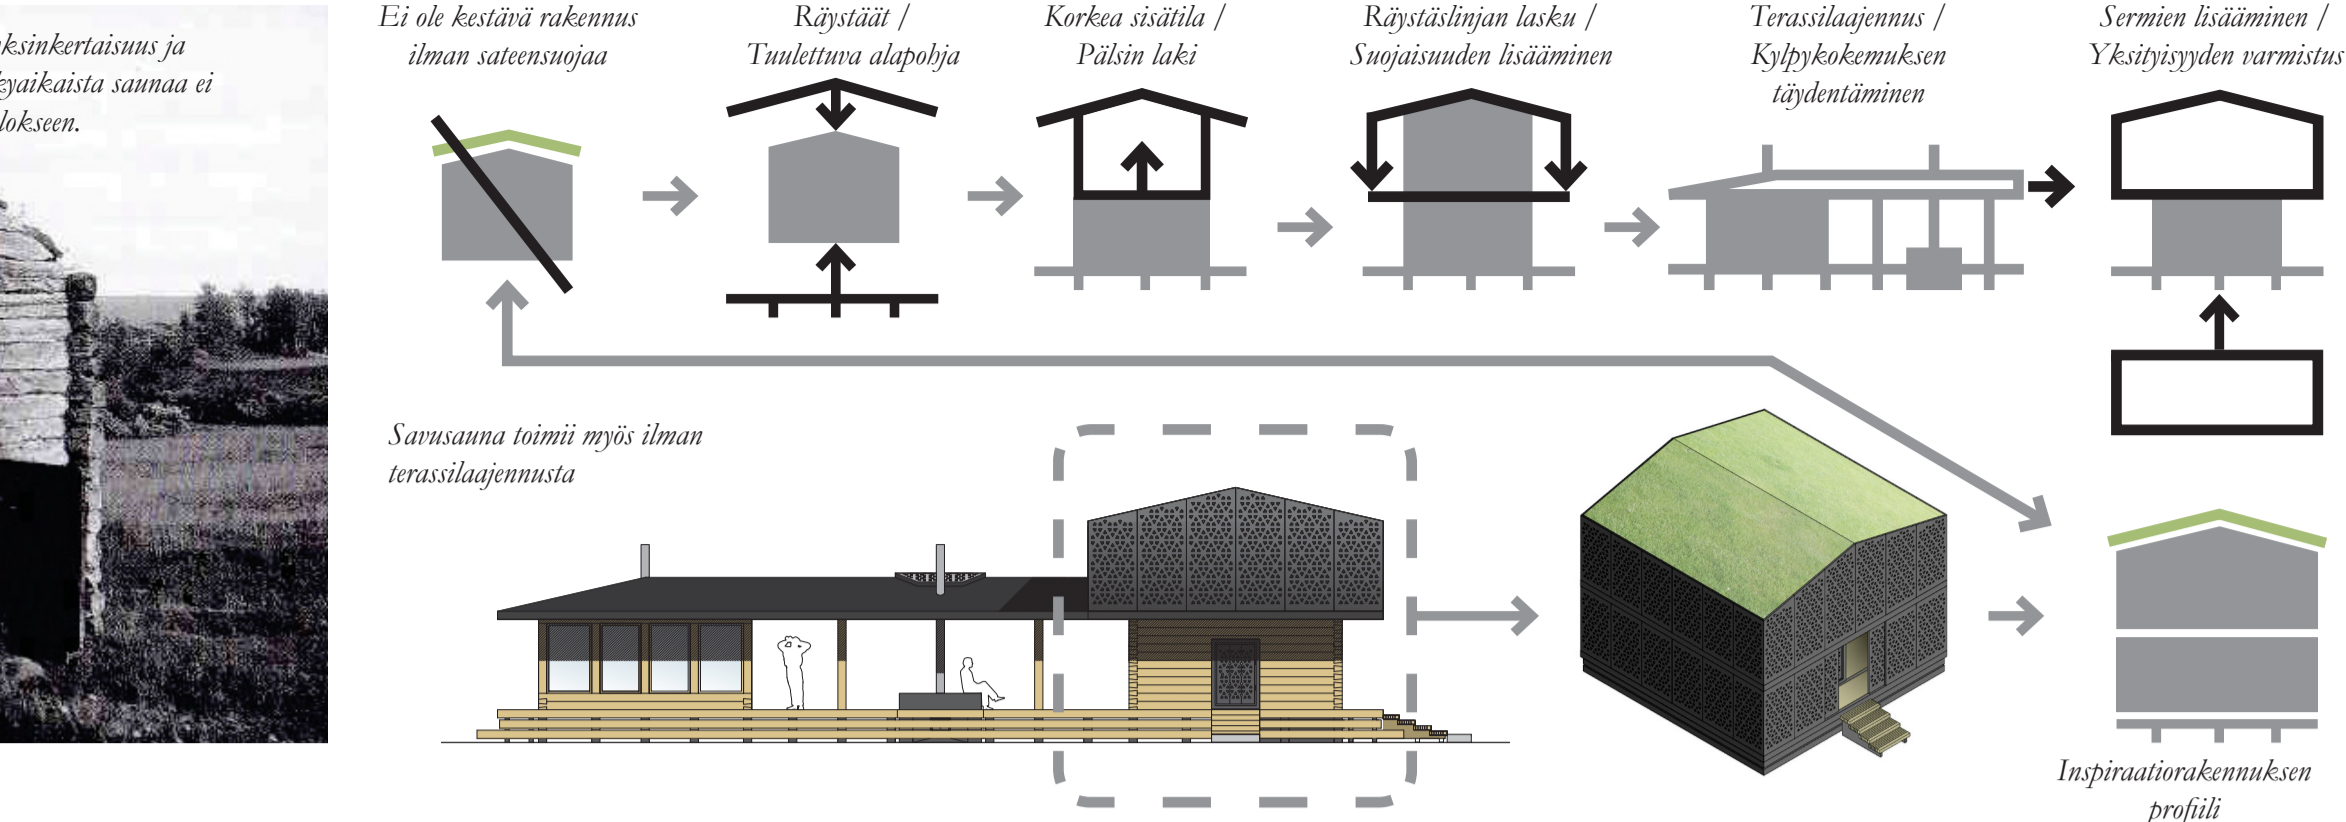 ksinkertaisuus ja
kyaikaista saunaa ei
lokseen.
Ei ole kestävä rakennus
ilman sateensuojaa
Räystäät /
Tuulettuva alapohja
Korkea sisätila /
Pälsin laki
Räystäslinjan lasku /
Suojaisuuden lisääminen
Terassilaajennus /
Kylpykokemuksen
täydentäminen
Sermien lisääminen /
Yksityisyyden varmistus
Savusauna toimii myös ilman
terassilaajennusta
Inspiraatiorakennuksen
profiili